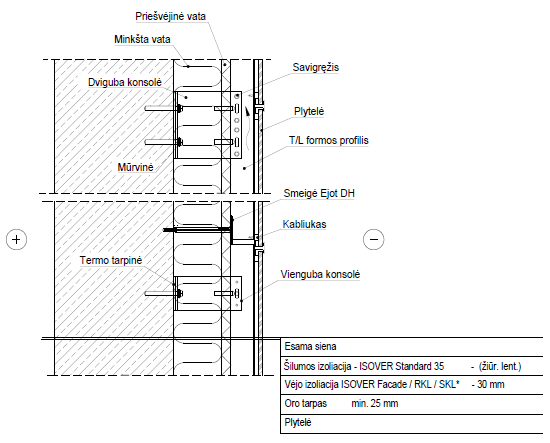 Priešvėjinė vata
Minkšta vata
Savigręžis
Dviguba konsolė
Plytelė
T/L formos profilis
Mūrvinė
Smeigė Ejot DH
Kabliukas
+
−
Termo tarpinė
Vienguba konsolė
Esama siena
Šilumos izoliacija - ISOVER Standard 35 - (žiūr. lent.)
Vėjo izoliacija ISOVER Facade / RKL / SKL* - 30 mm
Oro tarpas min. 25 mm
Plytelė